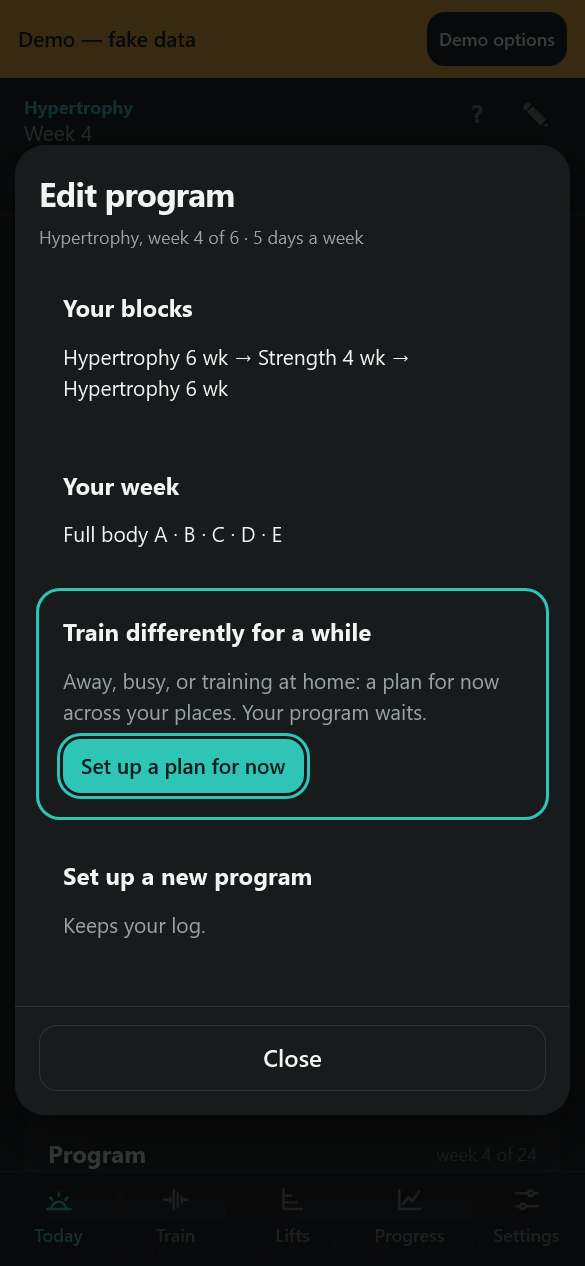 Demo — fake data
Demo options
Hypertrophy
?
Week 4
Edit program
Hypertrophy, week 4 of 6 · 5 days a week
Your blocks
Hypertrophy 6 wk → Strength 4 wk →
Hypertrophy 6 wk
Your week
Full body A · B · C · D · E
Train differently for a while
Away, busy, or training at home: a plan for now
across your places. Your program waits.
Set up a plan for now
Set up a new program
Keeps your log.
Close
Program
week 4 of 24
Today
Train
Lifts
Progress
Settings